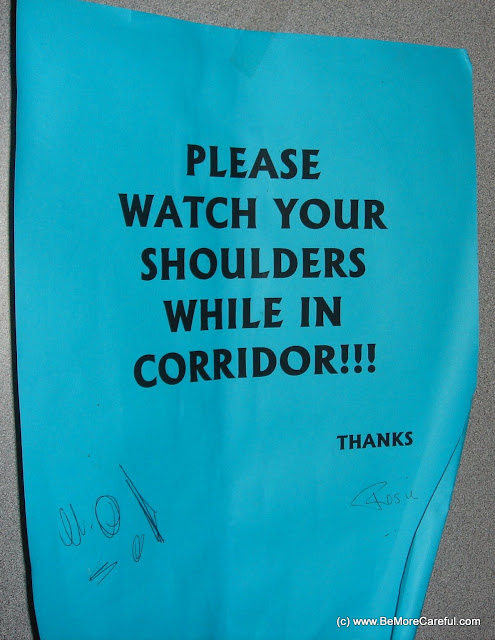 PLEASE
WATCH YOUR
SHOULDERS
WHILE IN
CORRIDOR!!!
THANKS
(c) www.BeMoreCareful.com